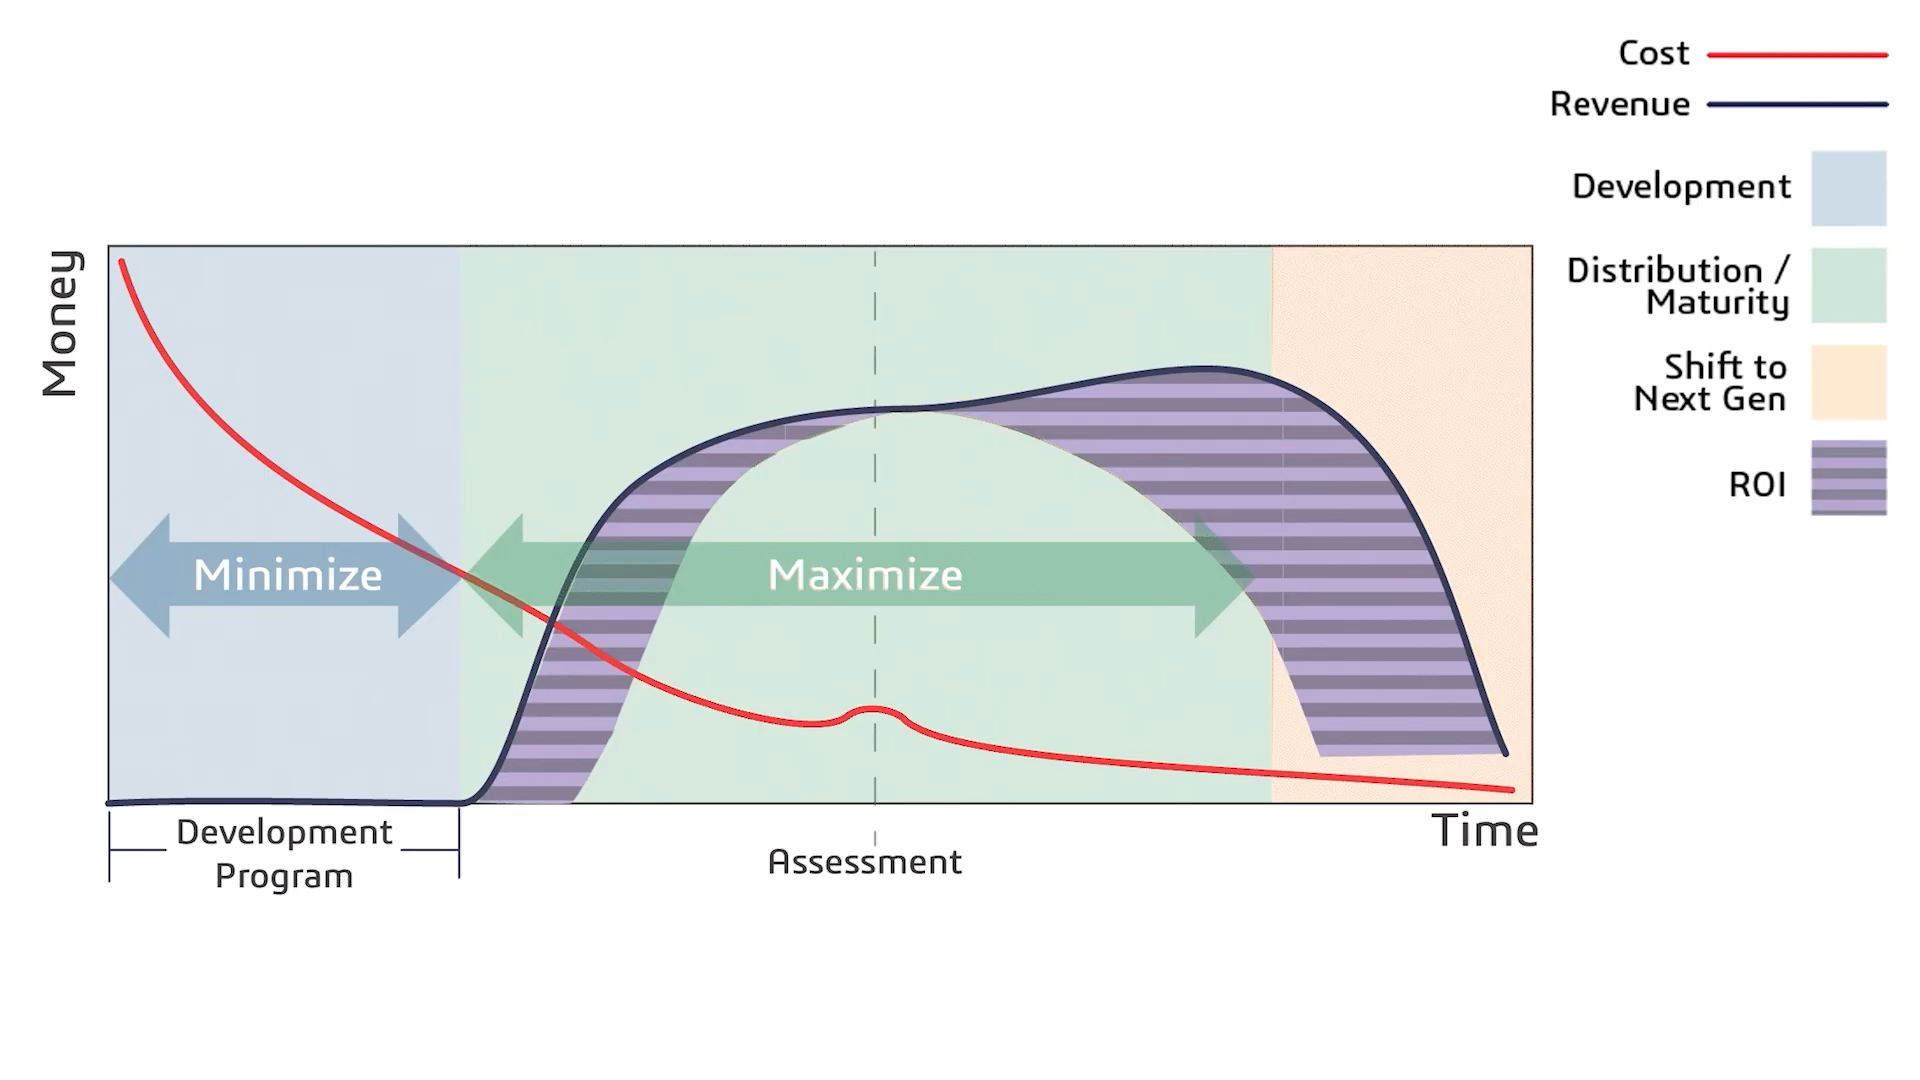 Cost
Revenue
Development
Distribution /
Maturity
Shift to
Next Gen
ROI
Money
Minimize
Maximize
Time
Development
Program
Assessment